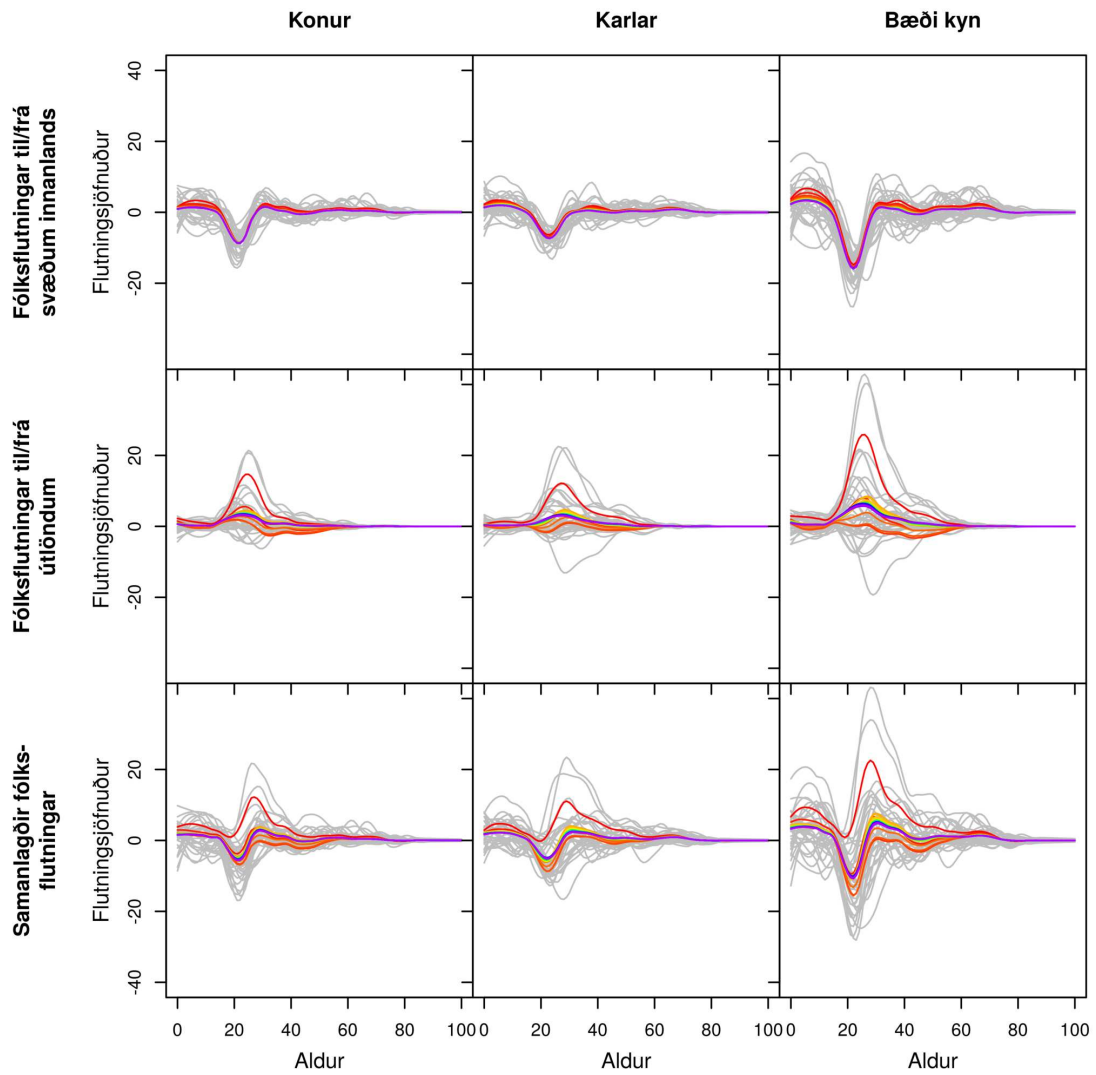 Konur Karlar Bæði kyn
Fólksflutningar til/frá
svæðum innanlands
Flutningsjöfnuður
40
20
0
-20
Fólksflutningar til/frá
útlöndum
Flutningsjöfnuður
20
0
-20
Samanlagðir fólks-
flutningar
Flutningsjöfnuður
20
0
-20
-40
0 20 40 60 80 100 0 20 40 60 80 100 0 20 40 60 80 100
Aldur Aldur Aldur